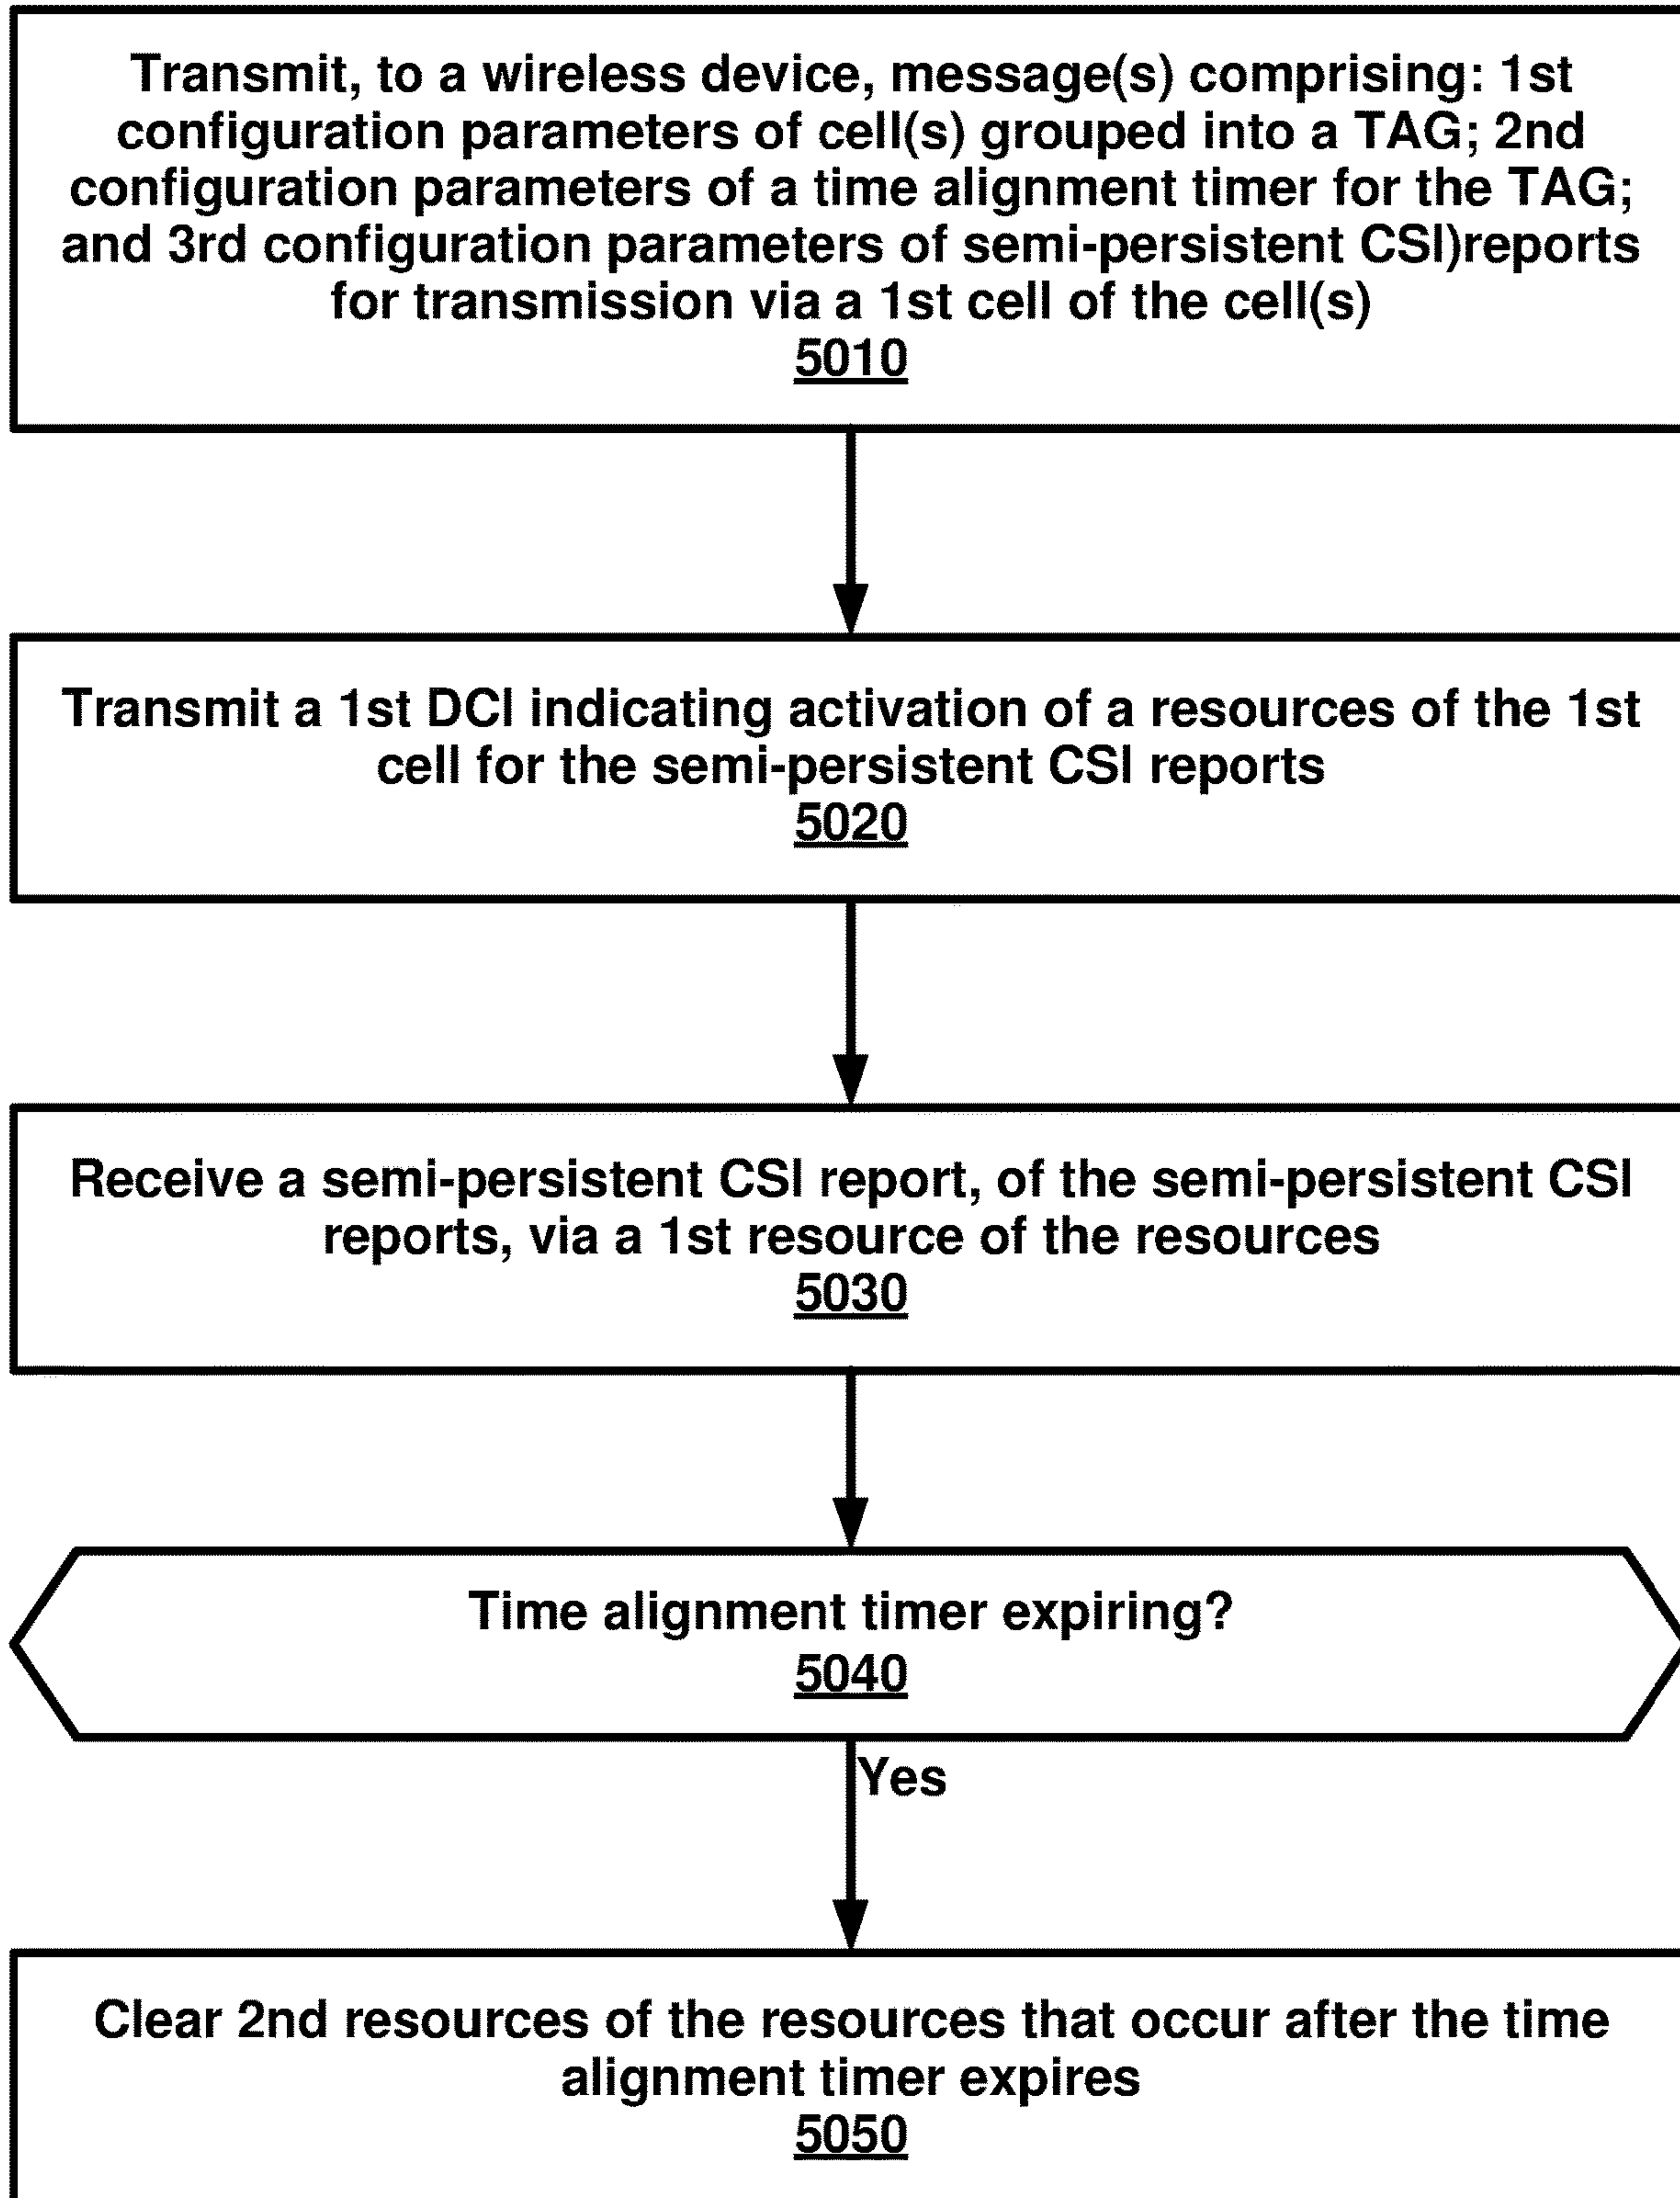 Transmit, to a wireless device, message(s) comprising: 1st
configuration parameters of cell(s) grouped into a TAG; 2nd
configuration parameters of a time alignment timer for the TAG;
and 3rd configuration parameters of semi-persistent CSI)reports
for transmission via a 1st cell of the cell(s)
5010
Transmit a 1st DCI indicating activation of a resources of the 1st
cell for the semi-persistent CSI reports
5020
Receive a semi-persistent CSI report, of the semi-persistent CSI
reports, via a 1st resource of the resources
5030
Time alignment timer expiring?
5040
Yes
Clear 2nd resources of the resources that occur after the time
alignment timer expires
5050